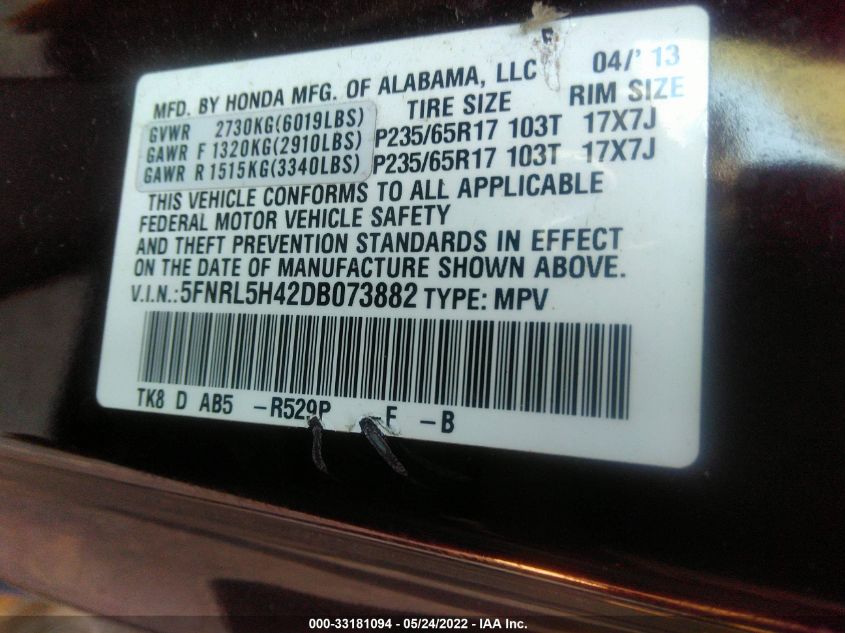 F
MFD. BY HONDA MFG. OF ALABAMA, LLC 04/'13
TIRE SIZE RIM SIZE
GVWR 2730KG(6019LBS)
GAWR F 1320KG(2910LBS) P235/65R17 103T 17X7J
GAWR R 1515KG(3340LBS) P235/65R17 103T 17X7J
THIS VEHICLE CONFORMS TO ALL APPLICABLE
FEDERAL MOTOR VEHICLE SAFETY
AND THEFT PREVENTION STANDARDS IN EFFECT
ON THE DATE OF MANUFACTURE SHOWN ABOVE.
V.I.N.:5FNRL5H42DB073882 TYPE: MPV
TK8 D AB5 -R529P -E -B
000-33181094 - 05/24/2022 - IAA Inc.